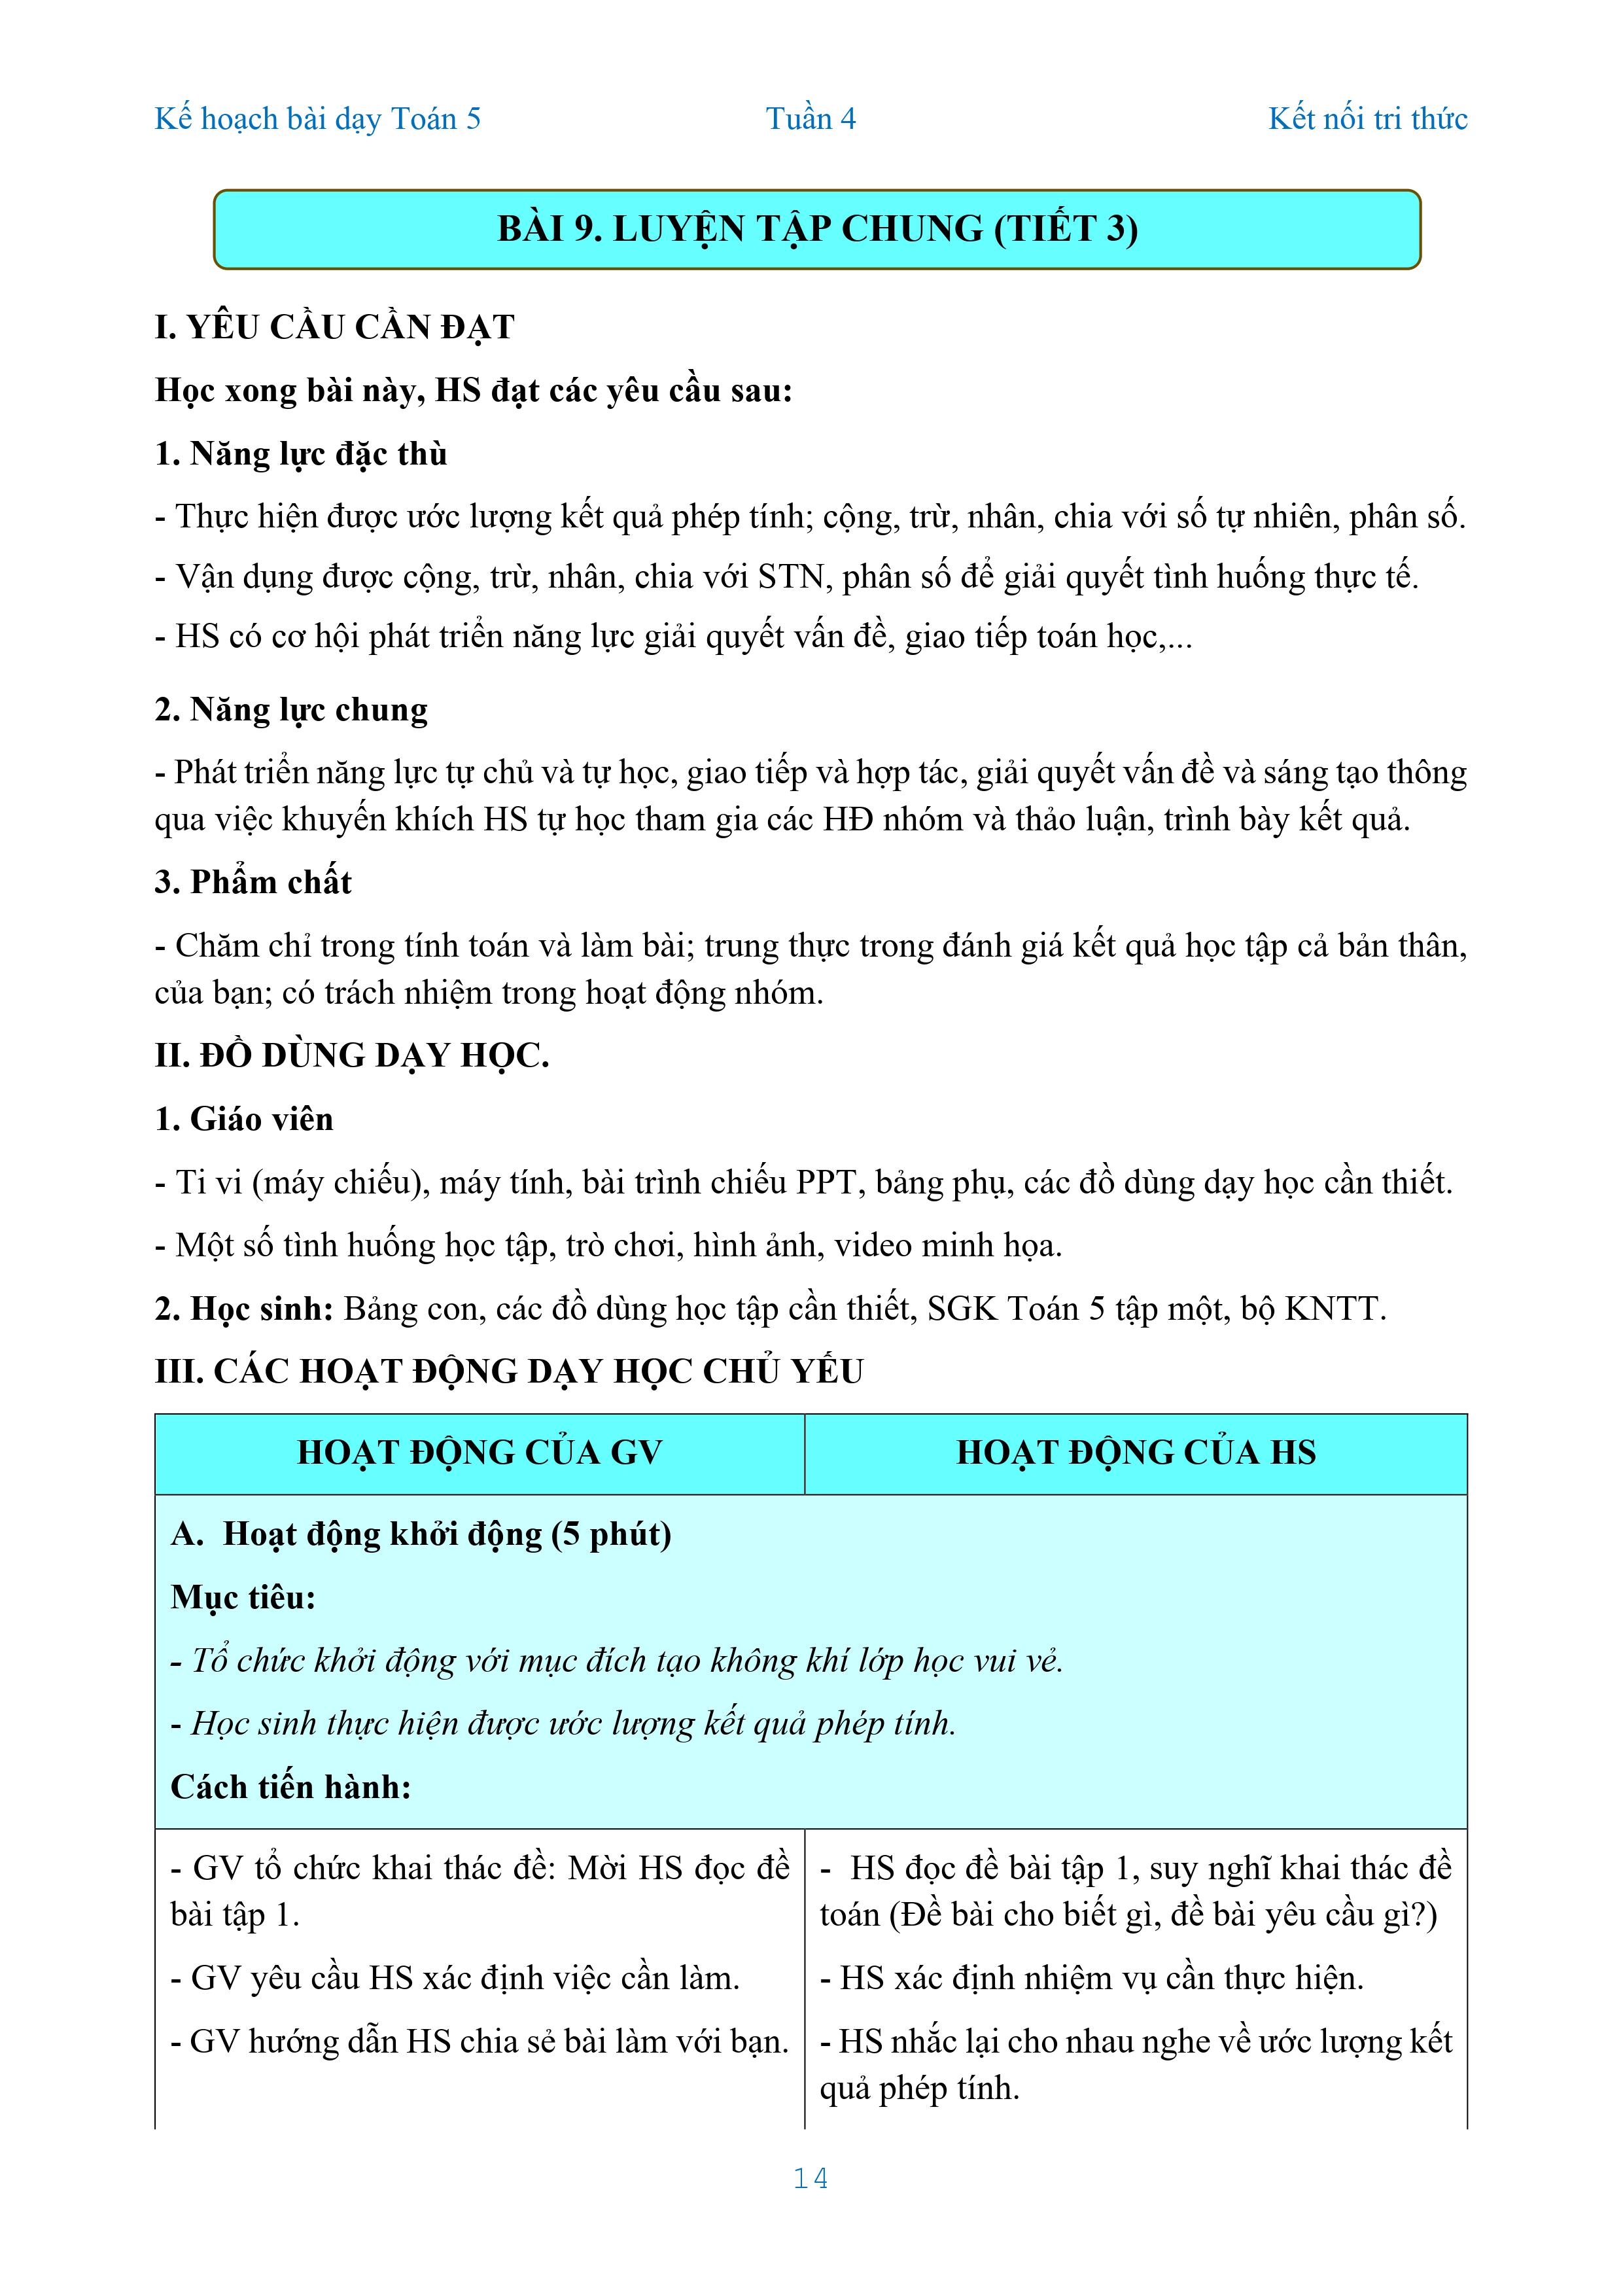 Kế hoạch bài dạy Toán 5 Tuần 4 Kết nối tri thức
BÀI 9. LUYỆN TẬP CHUNG (TIẾT 3)
I. YÊU CẦU CẦN ĐẠT
Học xong bài này, HS đạt các yêu cầu sau:
1. Năng lực đặc thù
- Thực hiện được ước lượng kết quả phép tính; cộng, trừ, nhân, chia với số tự nhiên, phân số.
- Vận dụng được cộng, trừ, nhân, chia với STN, phân số để giải quyết tình huống thực tế.
- HS có cơ hội phát triển năng lực giải quyết vấn đề, giao tiếp toán học,...
2. Năng lực chung
- Phát triển năng lực tự chủ và tự học, giao tiếp và hợp tác, giải quyết vấn đề và sáng tạo thông
qua việc khuyến khích HS tự học tham gia các HĐ nhóm và thảo luận, trình bày kết quả.
3. Phẩm chất
- Chăm chỉ trong tính toán và làm bài; trung thực trong đánh giá kết quả học tập cả bản thân,
của bạn; có trách nhiệm trong hoạt động nhóm.
II. ĐỒ DÙNG DẠY HỌC.
1. Giáo viên
- Ti vi (máy chiếu), máy tính, bài trình chiếu PPT, bảng phụ, các đồ dùng dạy học cần thiết.
- Một số tình huống học tập, trò chơi, hình ảnh, video minh họa.
2. Học sinh: Bảng con, các đồ dùng học tập cần thiết, SGK Toán 5 tập một, bộ KNTT.
III. CÁC HOẠT ĐỘNG DẠY HỌC CHỦ YẾU
HOẠT ĐỘNG CỦA GV
HOẠT ĐỘNG CỦA HS
A. Hoạt động khởi động (5 phút)
Mục tiêu:
- Tổ chức khởi động với mục đích tạo không khí lớp học vui vẻ.
- Học sinh thực hiện được ước lượng kết quả phép tính.
Cách tiến hành:
- GV tổ chức khai thác đề: Mời HS đọc đề
bài tập 1.
- GV yêu cầu HS xác định việc cần làm.
- GV hướng dẫn HS chia sẻ bài làm với bạn.
- HS đọc đề bài tập 1, suy nghĩ khai thác đề
toán (Đề bài cho biết gì, đề bài yêu cầu gì?)
- HS xác định nhiệm vụ cần thực hiện.
- HS nhắc lại cho nhau nghe về ước lượng kết
quả phép tính.
14